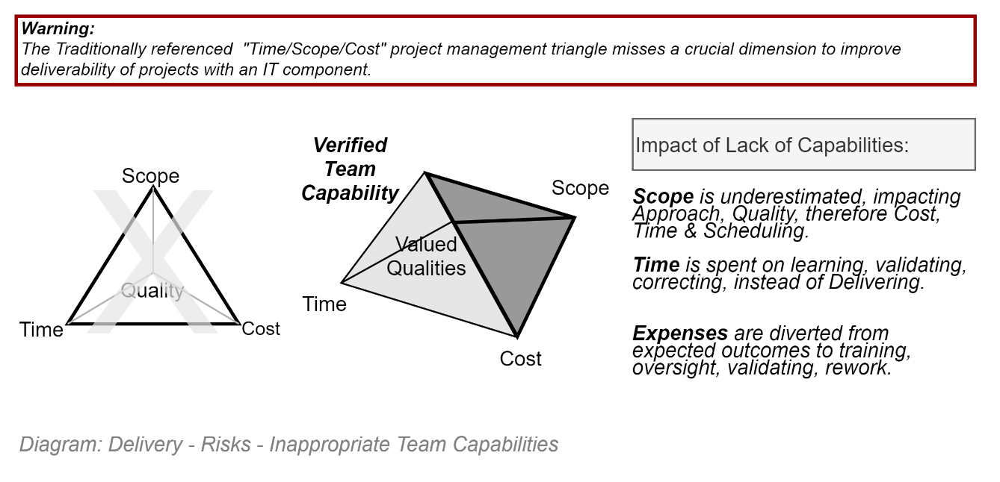 Warning:
The Traditionally referenced  "Time/Scope/Cost" project management triangle misses a crucial dimension to improve
deliverability of projects with an IT component.
Scope
Quality
Time
Cost
Verified
Team
Capability
Scope
Valued
Qualities
Time
Cost
Impact of Lack of Capabilities:
Scope is underestimated, impacting
Approach, Quality, therefore Cost,
Time & Scheduling.
Time is spent on learning, validating,
correcting, instead of Delivering.
Expenses are diverted from
expected outcomes to training,
oversight, validating, rework.
Diagram: Delivery - Risks - Inappropriate Team Capabilities